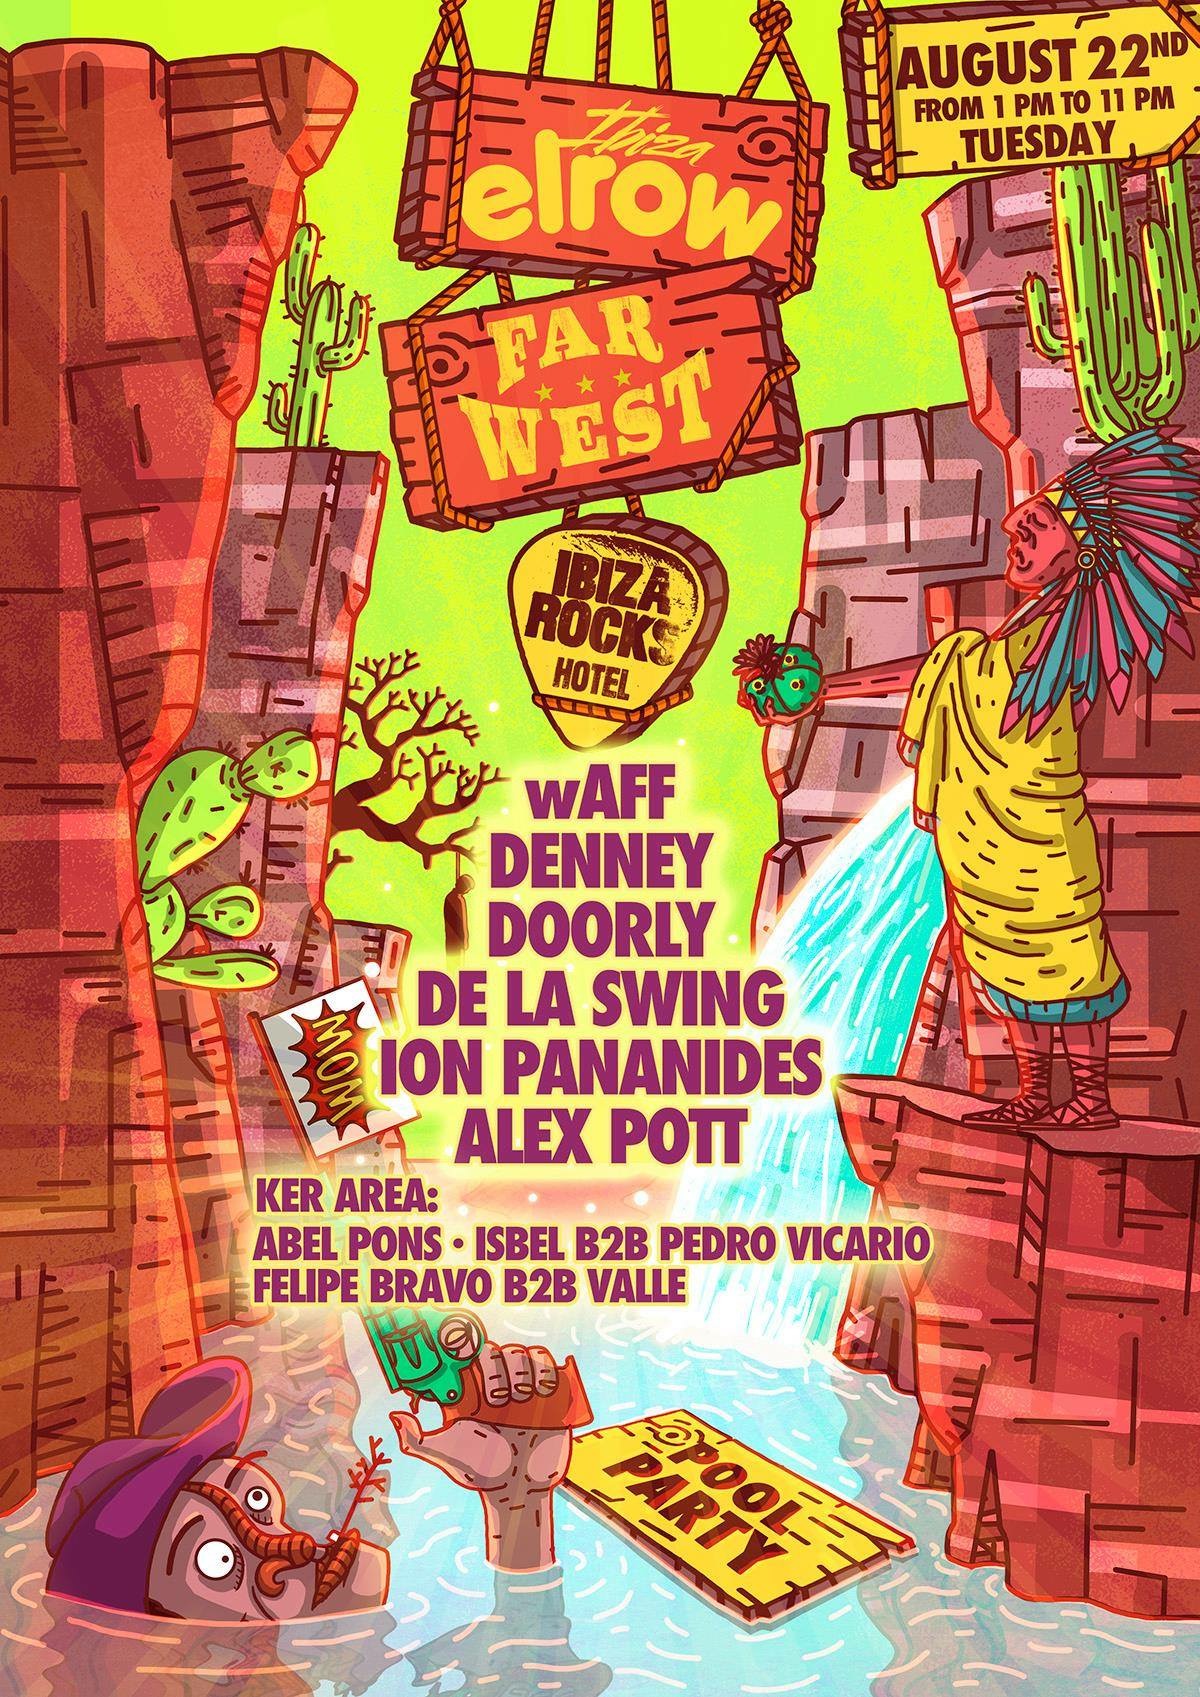 AUGUST 22ND
FROM 1 PM TO 11 PM
TUESDAY
Ibiza
elrow
FAR
WEST
IBIZA
ROCKS
HOTEL
wAFF
DENNEY
DOORLY
DE LA SWING
ION PANANIDES
ALEX POTT
WOW
KER AREA:
ABEL PONS · ISBEL B2B PEDRO VICARIO
FELIPE BRAVO B2B VALLE
POOL
PARTY